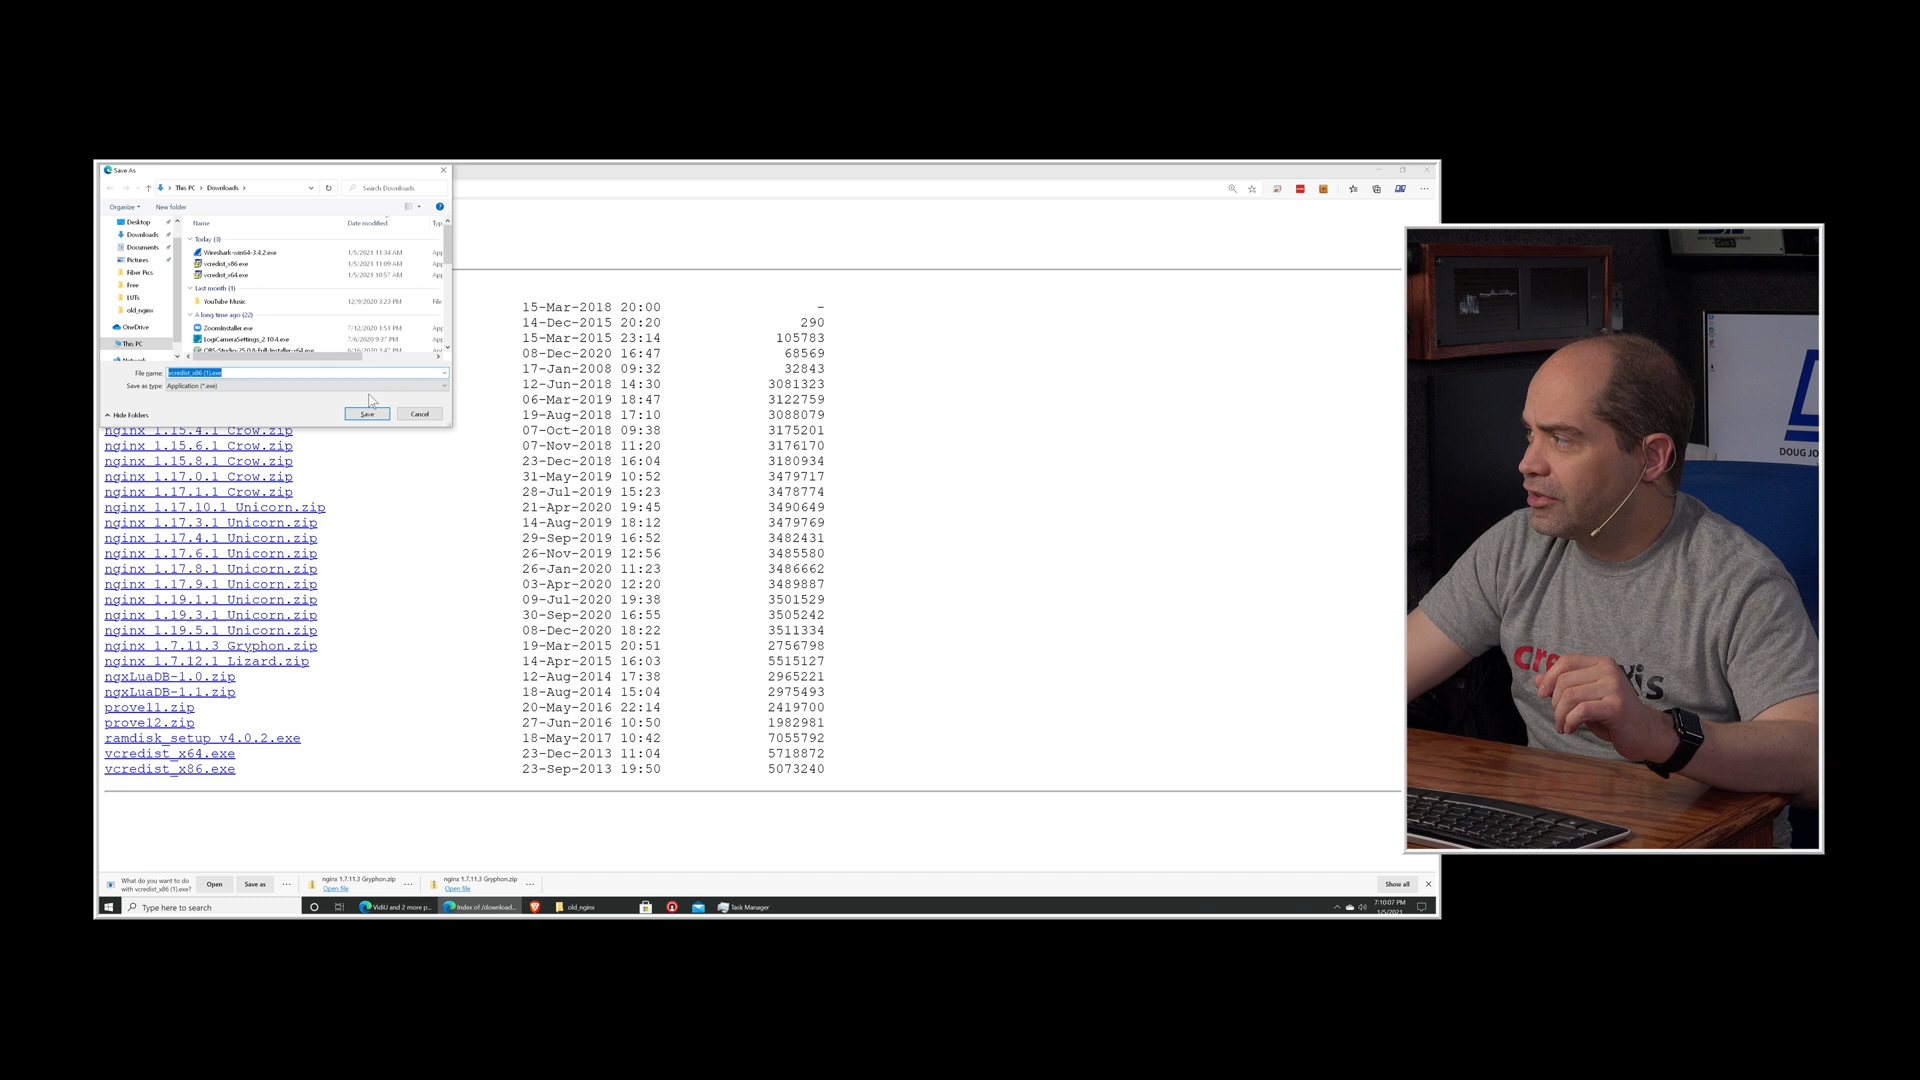 Save As
This PC > Downloads >
Search Downloads
Organize
New folder
Name
Date modified
Desktop
Downloads
Documents
Pictures
Fiber Pics
Free
LUTs
old_nginx
OneDrive
This PC
Today (3)
Wireshark-win64-3.4.2.exe 1/5/2021 11:34 AM App
vcredist_x86.exe 1/5/2021 11:09 AM App
vcredist_x64.exe 1/5/2021 10:57 AM App
Last month (1)
YouTube Music 12/9/2020 3:23 PM File
A long time ago (22)
ZoomInstaller.exe 7/12/2020 1:51 PM App
LogiCameraSettings_2.10.4.exe 7/6/2020 9:37 PM App
File name: vcredist_x86 (1).exe
Save as type: Application (*.exe)
Hide Folders
Save
Cancel
15-Mar-2018 20:00 -
14-Dec-2015 20:20 290
15-Mar-2015 23:14 105783
08-Dec-2020 16:47 68569
17-Jan-2008 09:32 32843
12-Jun-2018 14:30 3081323
06-Mar-2019 18:47 3122759
19-Aug-2018 17:10 3088079
nginx 1.15.4.1 Crow.zip 07-Oct-2018 09:38 3175201
nginx 1.15.6.1 Crow.zip 07-Nov-2018 11:20 3176170
nginx 1.15.8.1 Crow.zip 23-Dec-2018 16:04 3180934
nginx 1.17.0.1 Crow.zip 31-May-2019 10:52 3479717
nginx 1.17.1.1 Crow.zip 28-Jul-2019 15:23 3478774
nginx 1.17.10.1 Unicorn.zip 21-Apr-2020 19:45 3490649
nginx 1.17.3.1 Unicorn.zip 14-Aug-2019 18:12 3479769
nginx 1.17.4.1 Unicorn.zip 29-Sep-2019 16:52 3482431
nginx 1.17.6.1 Unicorn.zip 26-Nov-2019 12:56 3485580
nginx 1.17.8.1 Unicorn.zip 26-Jan-2020 11:23 3486662
nginx 1.17.9.1 Unicorn.zip 03-Apr-2020 12:20 3489887
nginx 1.19.1.1 Unicorn.zip 09-Jul-2020 19:38 3501529
nginx 1.19.3.1 Unicorn.zip 30-Sep-2020 16:55 3505242
nginx 1.19.5.1 Unicorn.zip 08-Dec-2020 18:22 3511334
nginx 1.7.11.3 Gryphon.zip 19-Mar-2015 20:51 2756798
nginx 1.7.12.1 Lizard.zip 14-Apr-2015 16:03 5515127
ngxLuaDB-1.0.zip 12-Aug-2014 17:38 2965221
ngxLuaDB-1.1.zip 18-Aug-2014 15:04 2975493
prove11.zip 20-May-2016 22:14 2419700
prove12.zip 27-Jun-2016 10:50 1982981
ramdisk_setup_v4.0.2.exe 18-May-2017 10:42 7055792
vcredist_x64.exe 23-Dec-2013 11:04 5718872
vcredist_x86.exe 23-Sep-2013 19:50 5073240
What do you want to do
with vcredist_x86 (1).exe?
Open
Save as
nginx 1.7.11.3 Gryphon.zip
Open file
nginx 1.7.11.3 Gryphon.zip
Open file
Show all
Type here to search
VidiU and 2 more p...
Index of /download...
old_nginx
Task Manager
7:10:07 PM
1/5/2021
DOUG JO